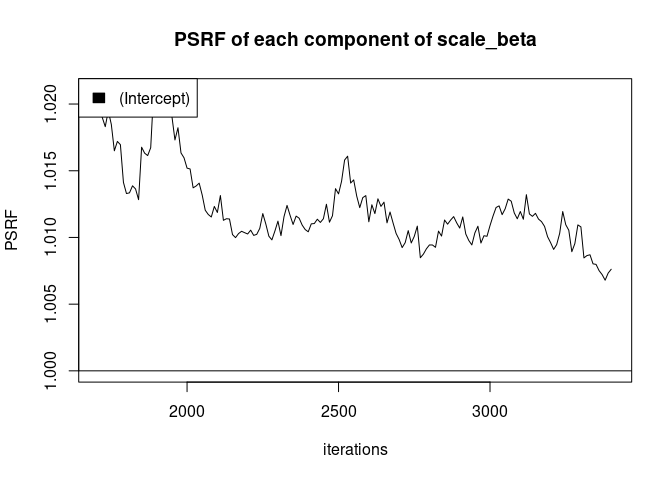 PSRF of each component of scale_beta
(Intercept)
1.020
1.015
1.010
1.005
1.000
PSRF
2000 2500 3000
iterations